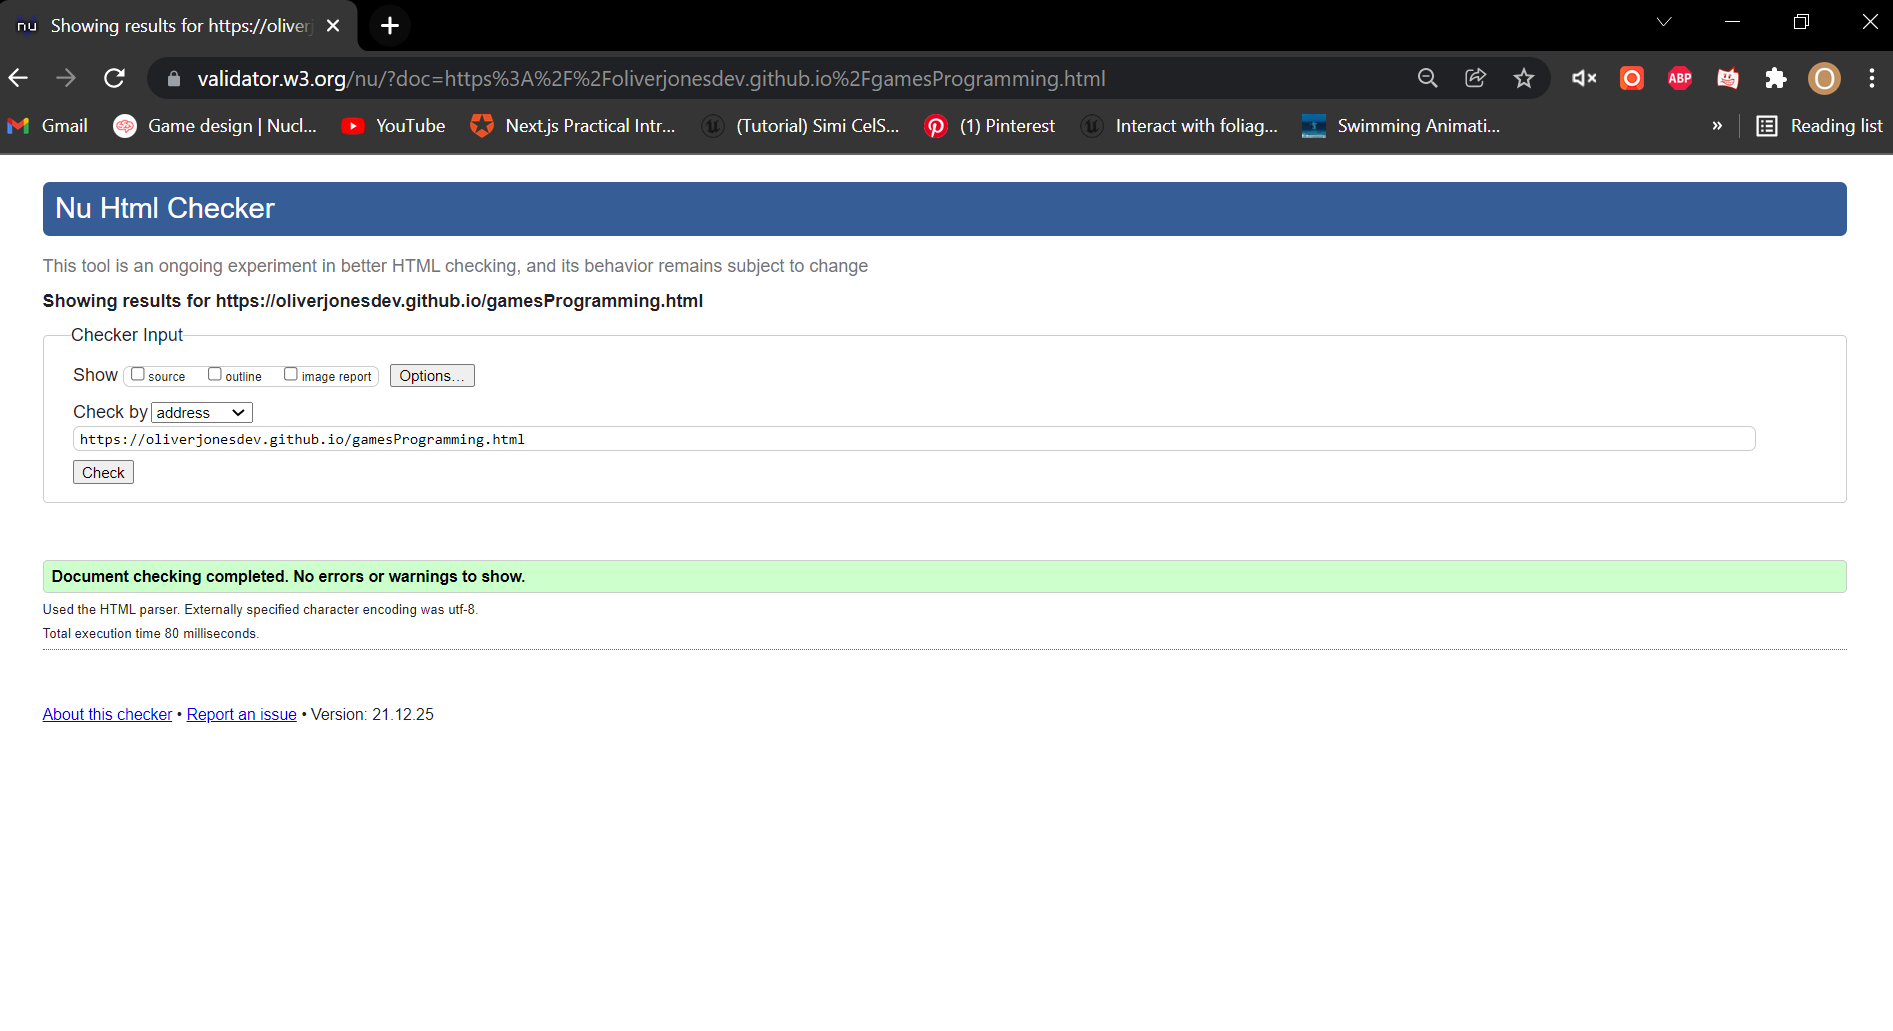 nu Showing results for https://oliver
validator.w3.org/nu/?doc=https%3A%2F%2Foliverjonesdev.github.io%2FgamesProgramming.html
ABP
O
Gmail
Game design | Nucl...
YouTube
Next.js Practical Intr...
(Tutorial) Simi CelS...
(1) Pinterest
Interact with foliag...
Swimming Animati...
»
Reading list
Nu Html Checker
This tool is an ongoing experiment in better HTML checking, and its behavior remains subject to change
Showing results for https://oliverjonesdev.github.io/gamesProgramming.html
Checker Input
Show source outline image report Options...
Check by address
https://oliverjonesdev.github.io/gamesProgramming.html
Check
Document checking completed. No errors or warnings to show.
Used the HTML parser. Externally specified character encoding was utf-8.
Total execution time 80 milliseconds.
About this checker • Report an issue • Version: 21.12.25